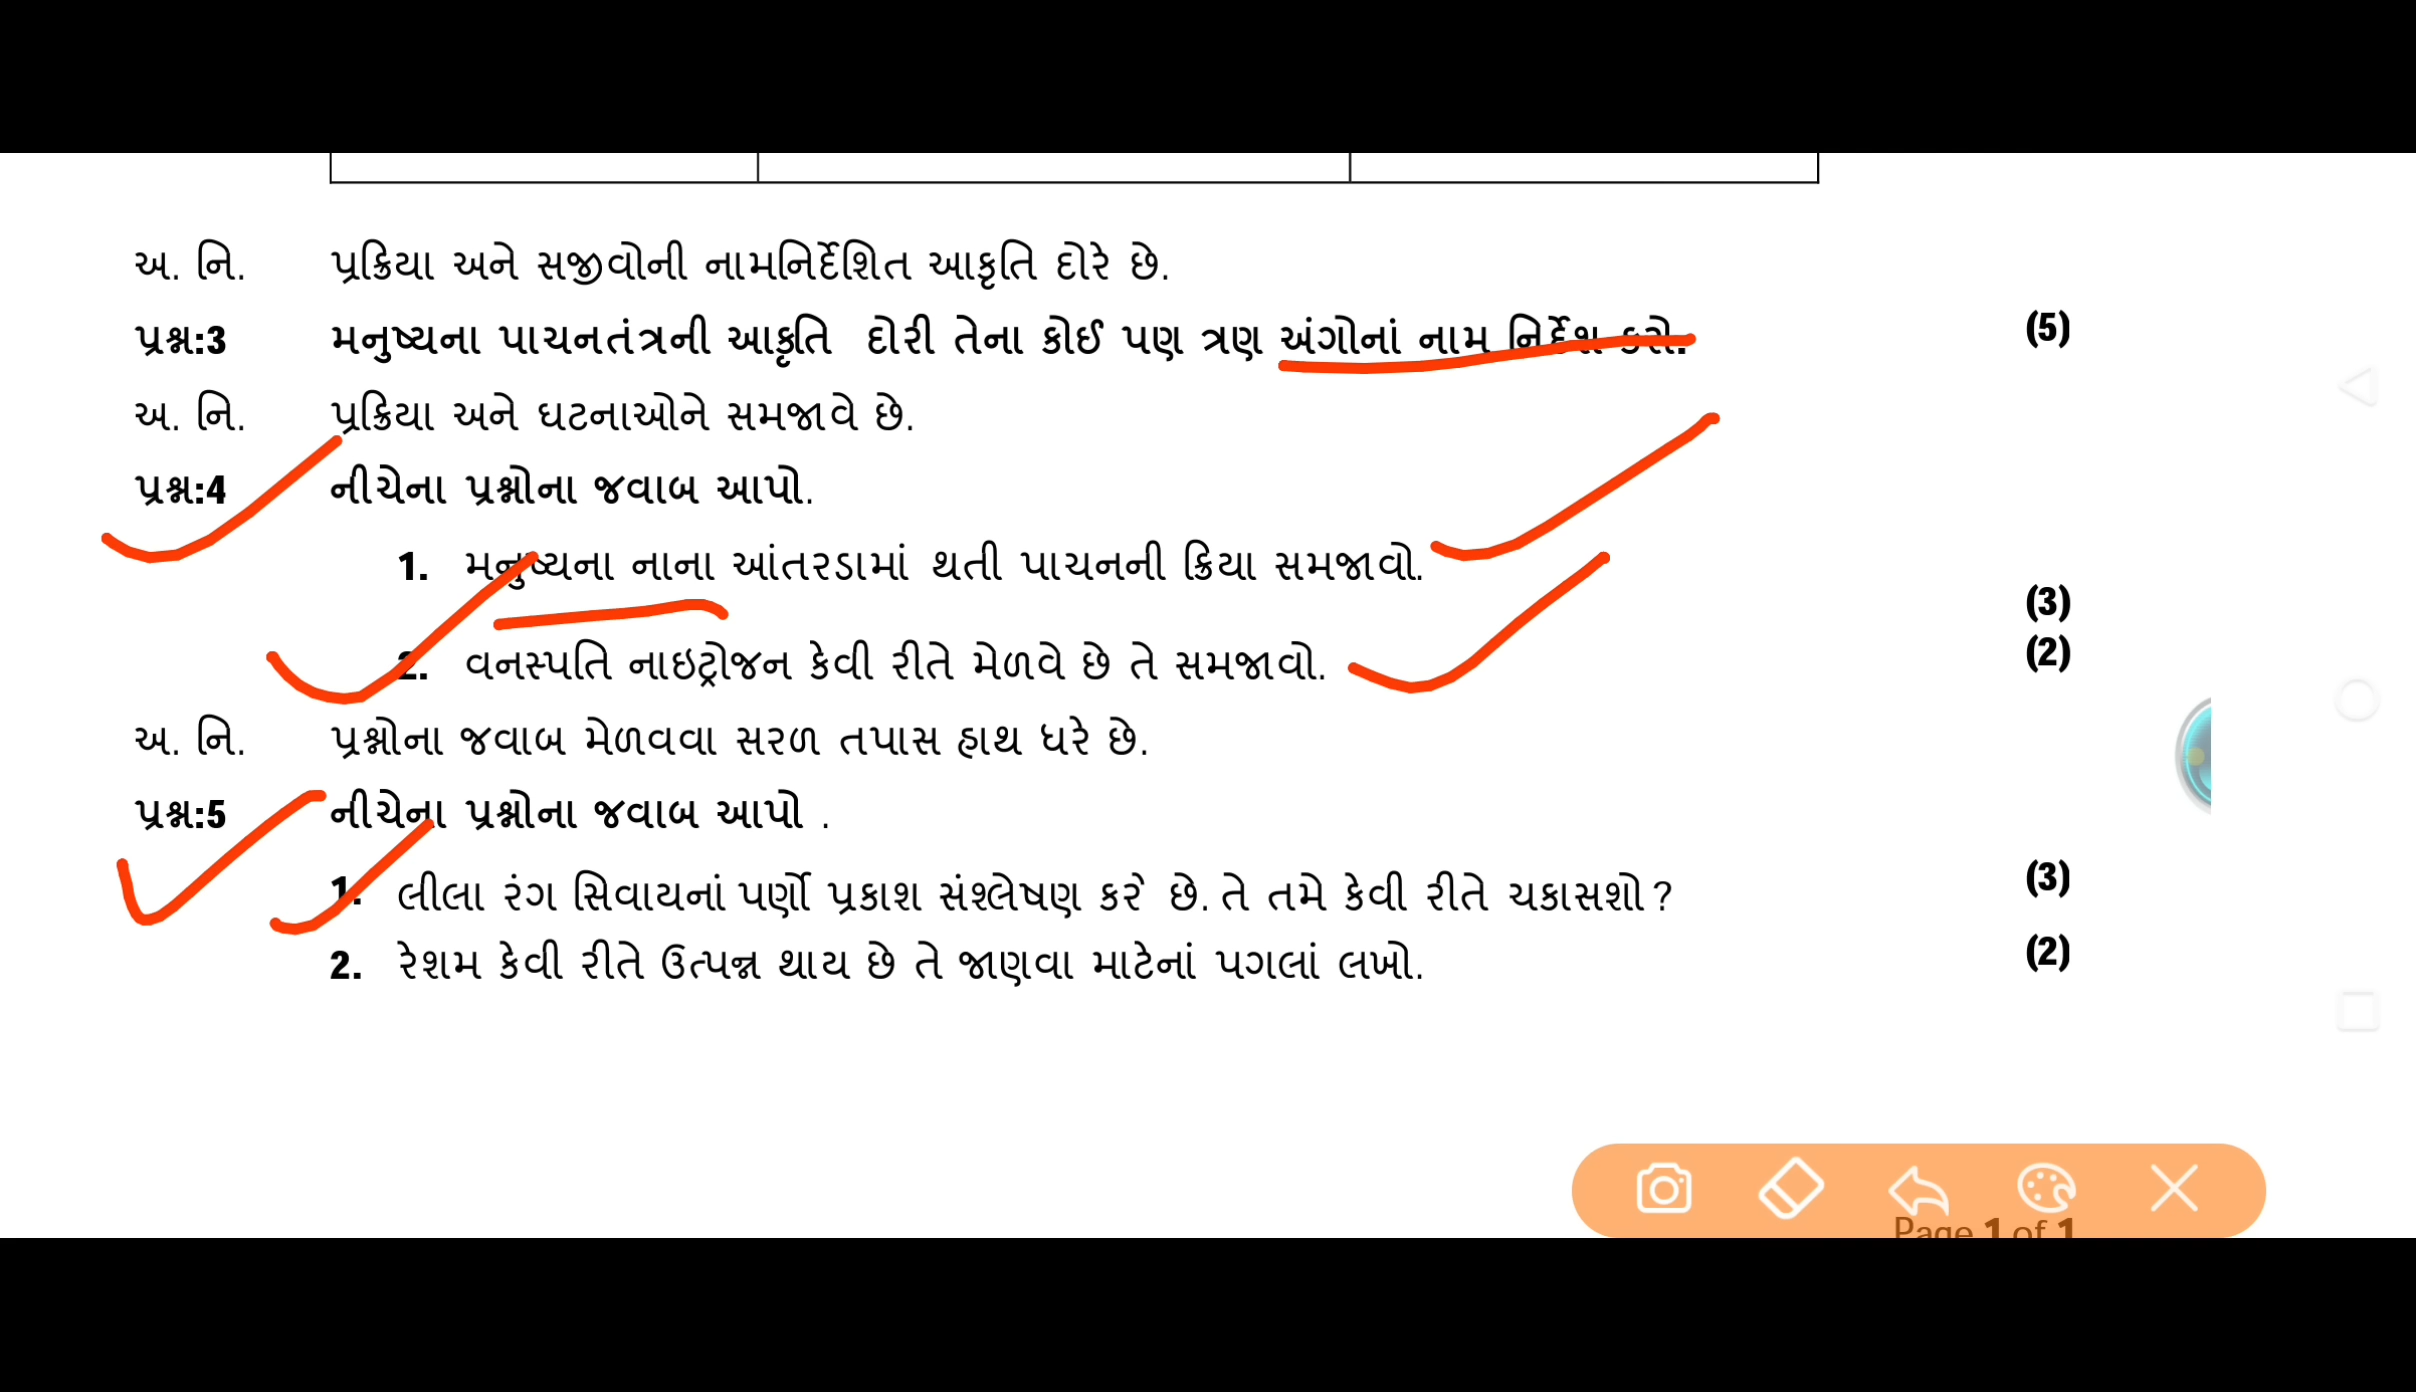 અ. નિ. પ્રક્રિયા અને સજીવોની નામનિર્દેશિત આકૃતિ દોરે છે.
પ્રશ્ન:3 મનુષ્યના પાચનતંત્રની આકૃતિ દોરી તેના કોઈ પણ ત્રણ અંગોનાં નામ નિર્દેશ કરો. (5)
અ. નિ. પ્રક્રિયા અને ઘટનાઓને સમજાવે છે.
પ્રશ્ન:4 નીચેના પ્રશ્નોના જવાબ આપો.
1. મનુષ્યના નાના આંતરડામાં થતી પાચનની ક્રિયા સમજાવો.
(3)
2. વનસ્પતિ નાઇટ્રોજન કેવી રીતે મેળવે છે તે સમજાવો. (2)
અ. નિ. પ્રશ્નોના જવાબ મેળવવા સરળ તપાસ હાથ ધરે છે.
પ્રશ્ન:5 નીચેના પ્રશ્નોના જવાબ આપો .
1. લીલા રંગ સિવાયનાં પર્ણો પ્રકાશ સંશ્લેષણ કરે છે. તે તમે કેવી રીતે ચકાસશો ? (3)
2. રેશમ કેવી રીતે ઉત્પન્ન થાય છે તે જાણવા માટેનાં પગલાં લખો. (2)
Page 1 of 1